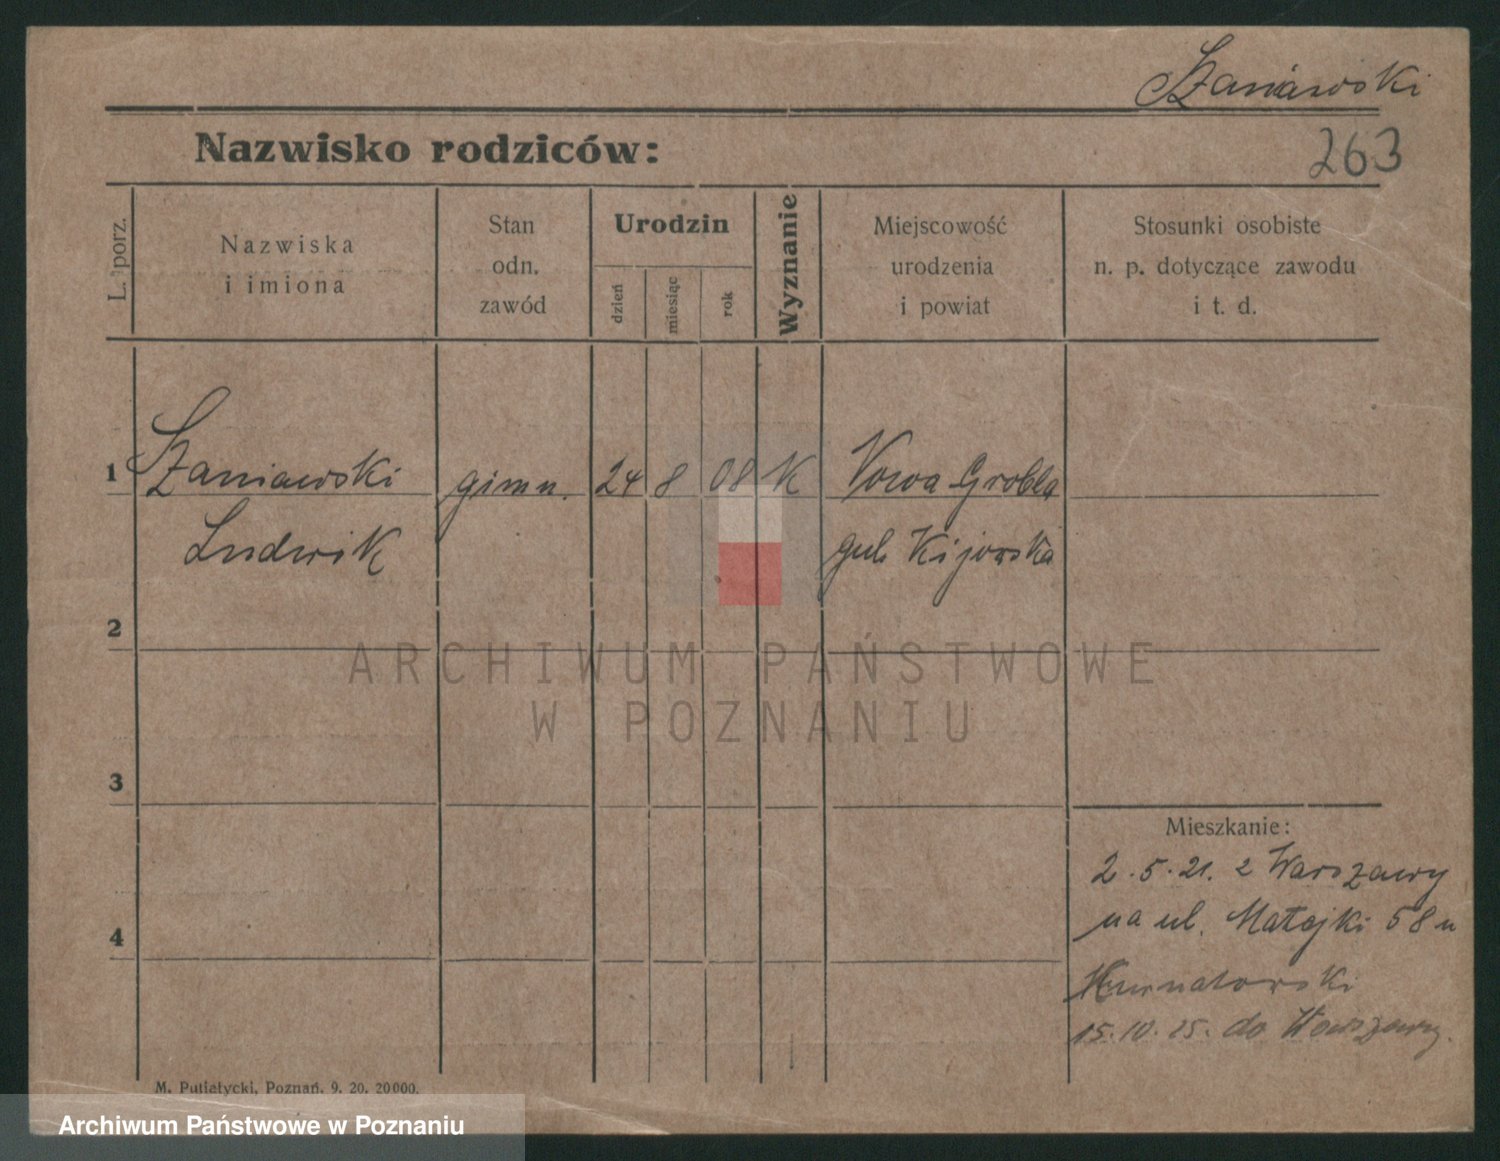 Szaniawski
Nazwisko rodziców:
263
L. porz.
Nazwiska
i imiona
Stan
odn.
zawód
Urodzin
dzień
miesiąc
rok
Wyznanie
Miejscowość
urodzenia
i powiat
Stosunki osobiste
n. p. dotyczące zawodu
i t. d.
1 Szaniawski gimn. 24 8 08 K Nowa Grobla
Ludwik gub Kijowska
2
ARCHIWUM PAŃSTWOWE
W POZNANIU
3
Mieszkanie:
2.5.21. z Warszawy
4
na ul. Matejki 58 u
Kurnatowski
15.10.25. do Warszawy.
M. Putiatycki, Poznań. 9. 20. 20000.
Archiwum Państwowe w Poznaniu